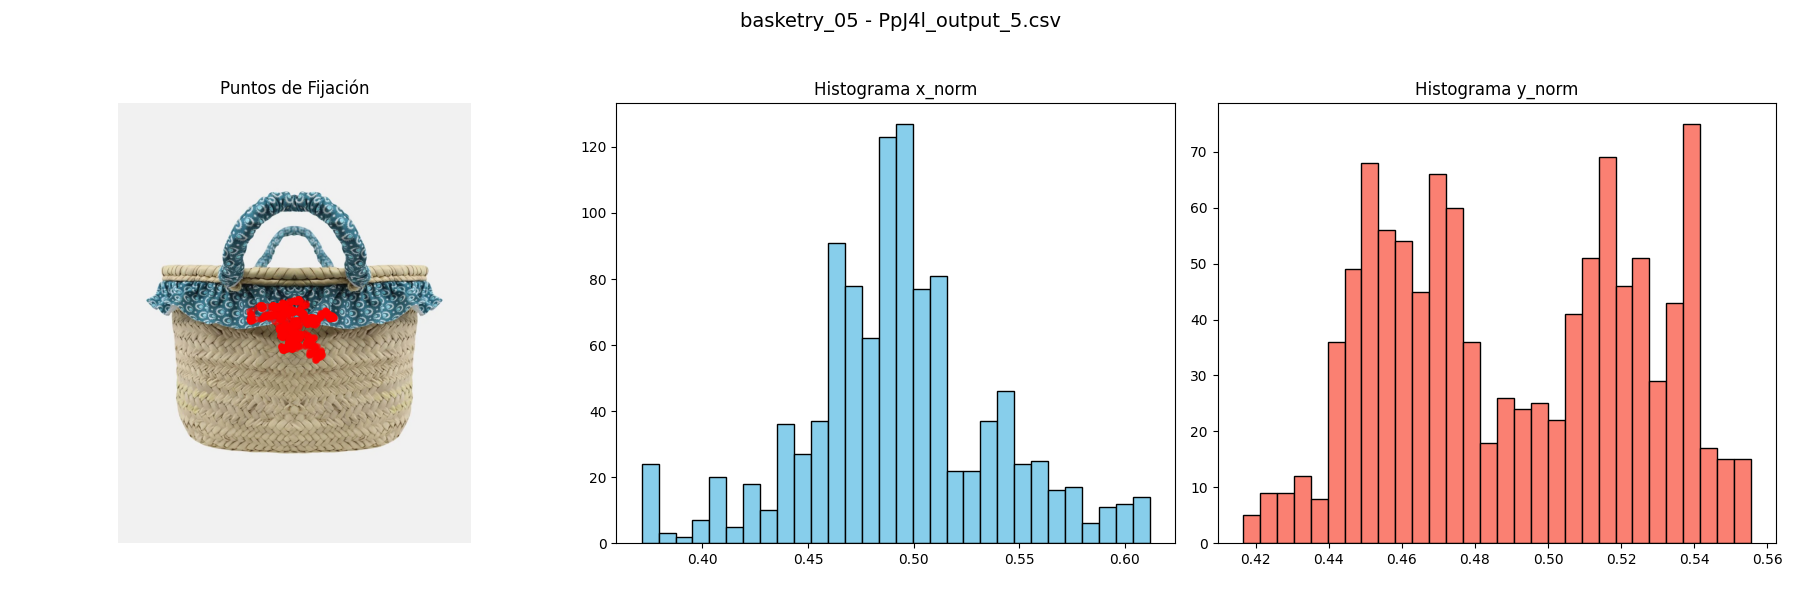 basketry_05 - PpJ4l_output_5.csv
Puntos de Fijación
Histograma x_norm
Histograma y_norm
120
100
80
60
40
20
0
0.40 0.45 0.50 0.55 0.60
70
60
50
40
30
20
10
0
0.42 0.44 0.46 0.48 0.50 0.52 0.54 0.56